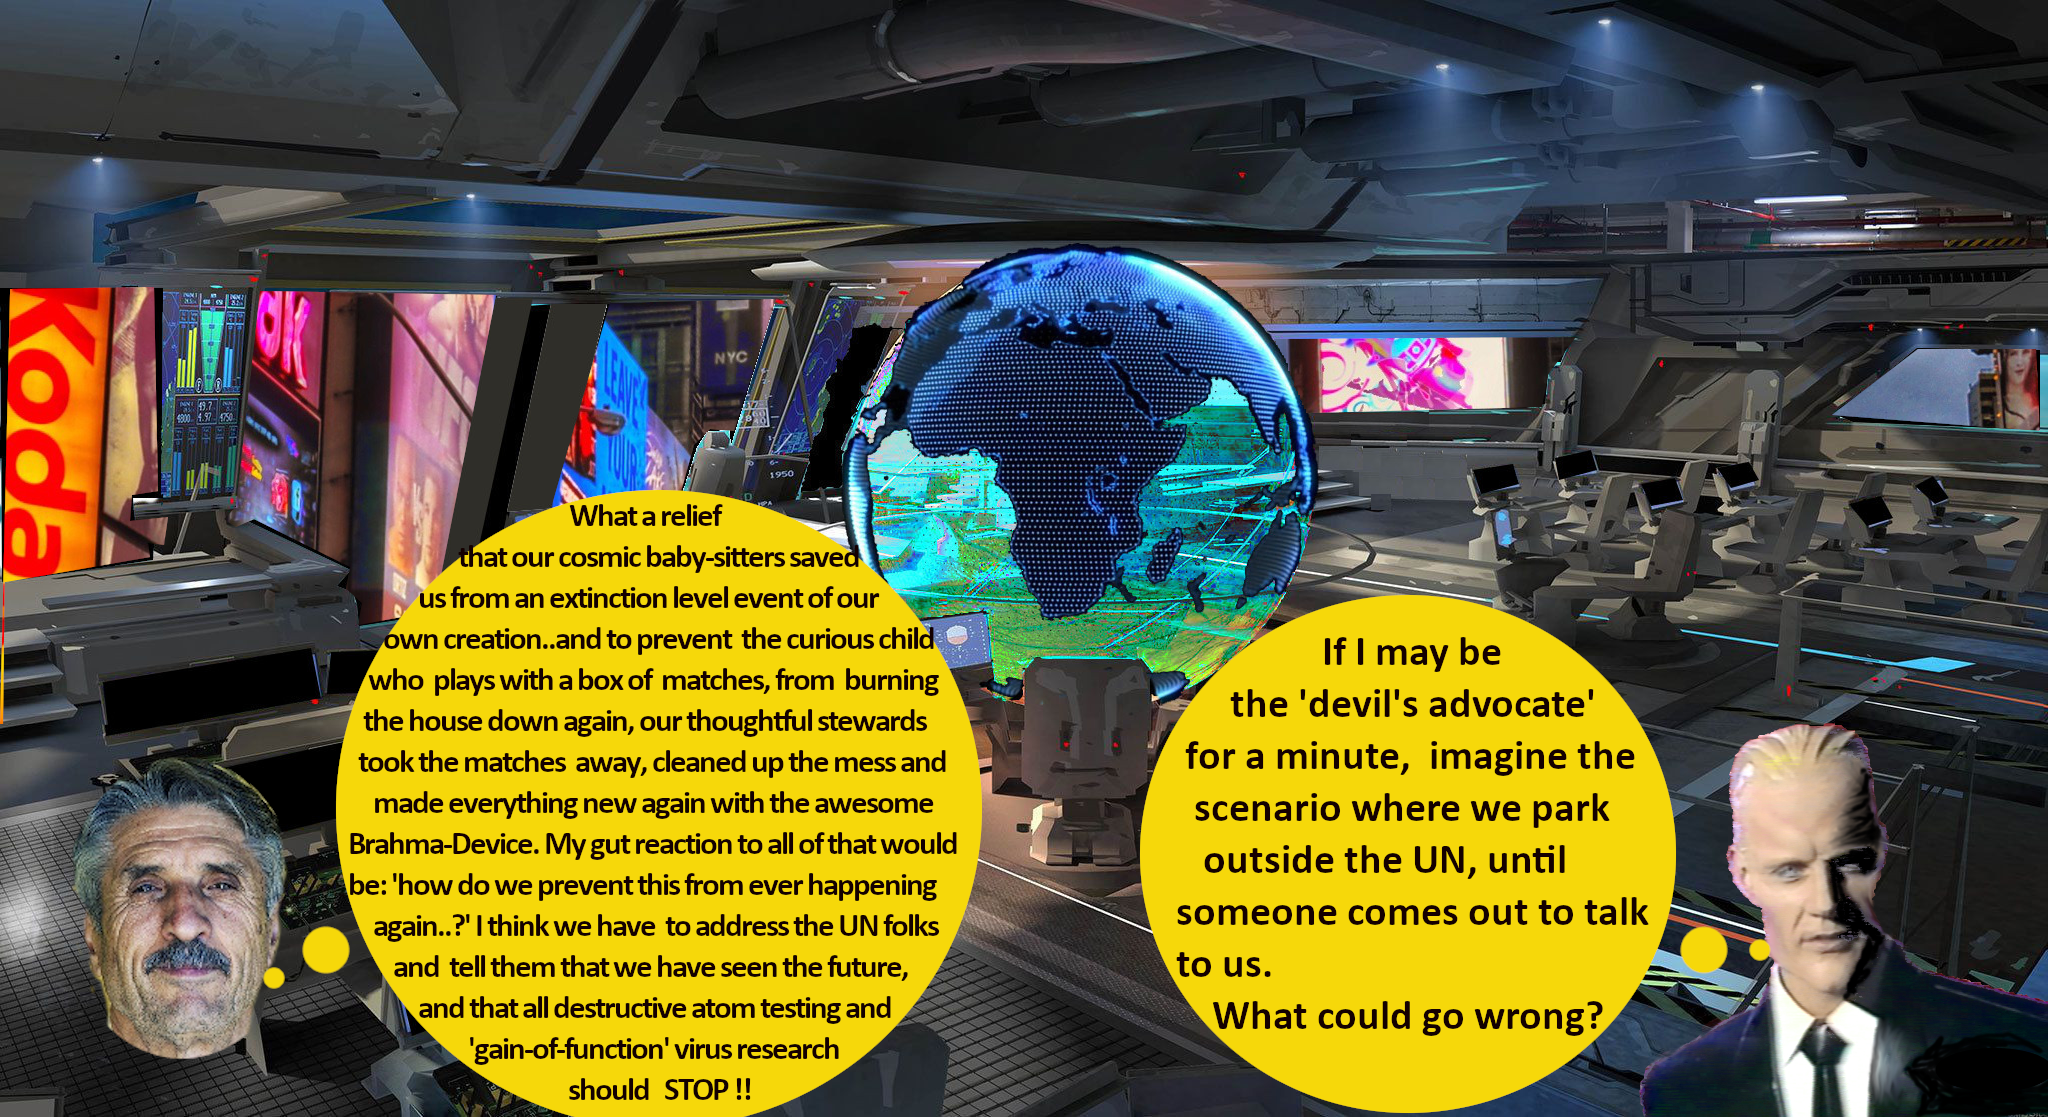 Koda
OK
LEAVE
YOUR
NYC
1950
What a relief
that our cosmic baby-sitters saved
us from an extinction level event of our
own creation..and to prevent the curious child
who plays with a box of matches, from burning
the house down again, our thoughtful stewards
took the matches away, cleaned up the mess and
made everything new again with the awesome
Brahma-Device. My gut reaction to all of that would
be: 'how do we prevent this from ever happening
again..?' I think we have to address the UN folks
and tell them that we have seen the future,
and that all destructive atom testing and
'gain-of-function' virus research
should STOP !!
If I may be
the 'devil's advocate'
for a minute, imagine the
scenario where we park
outside the UN, until
someone comes out to talk
to us.
What could go wrong?